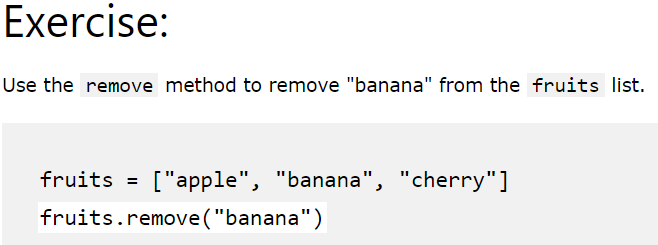 Exercise:
Use the remove method to remove "banana" from the fruits list.
fruits = ["apple", "banana", "cherry"]
fruits.remove("banana")